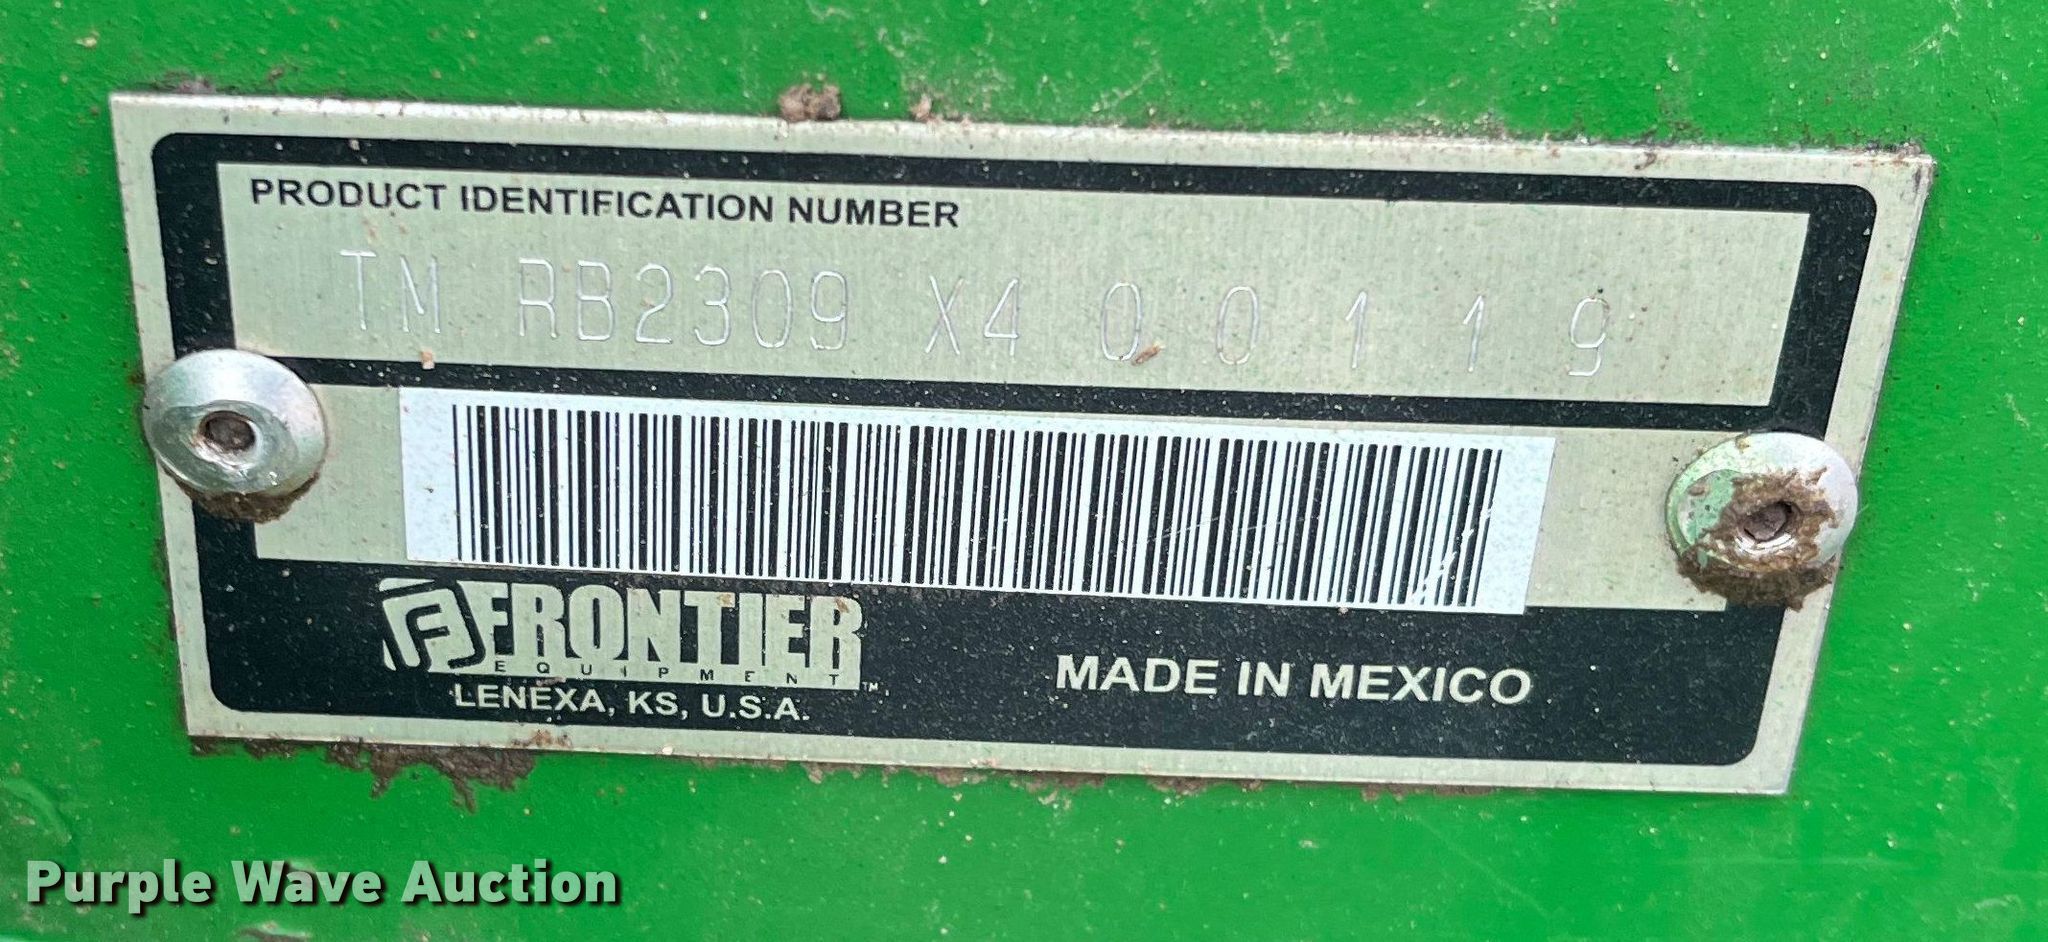 PRODUCT IDENTIFICATION NUMBER
TM RB2309 X4 0 0 1 1 9
F FRONTIER
EQUIPMENT TM
LENEXA, KS, U.S.A.
MADE IN MEXICO
Purple Wave Auction